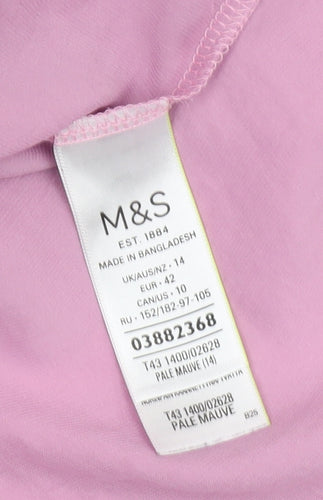 M&S
EST. 1884
MADE IN BANGLADESH
UK/AUS/NZ - 14
EUR - 42
CAN/US - 10
RU - 152/182-97-105
03882368
T43 1400/02628
PALE MAUVE (14)
T43 1400/02628
PALE MAUVE
B25